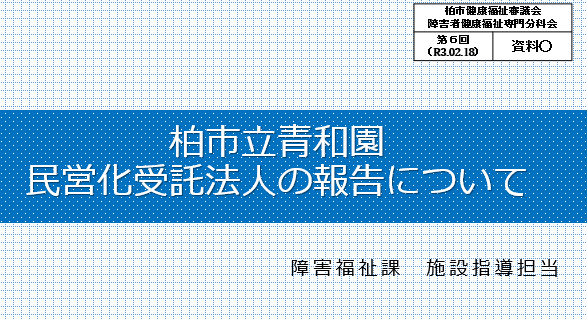 柏市健康福祉審議会
障害者健康福祉専門分科会
第６回
（R3.02.18）
資料〇
柏市立青和園
民営化受託法人の報告について
障害福祉課　施設指導担当